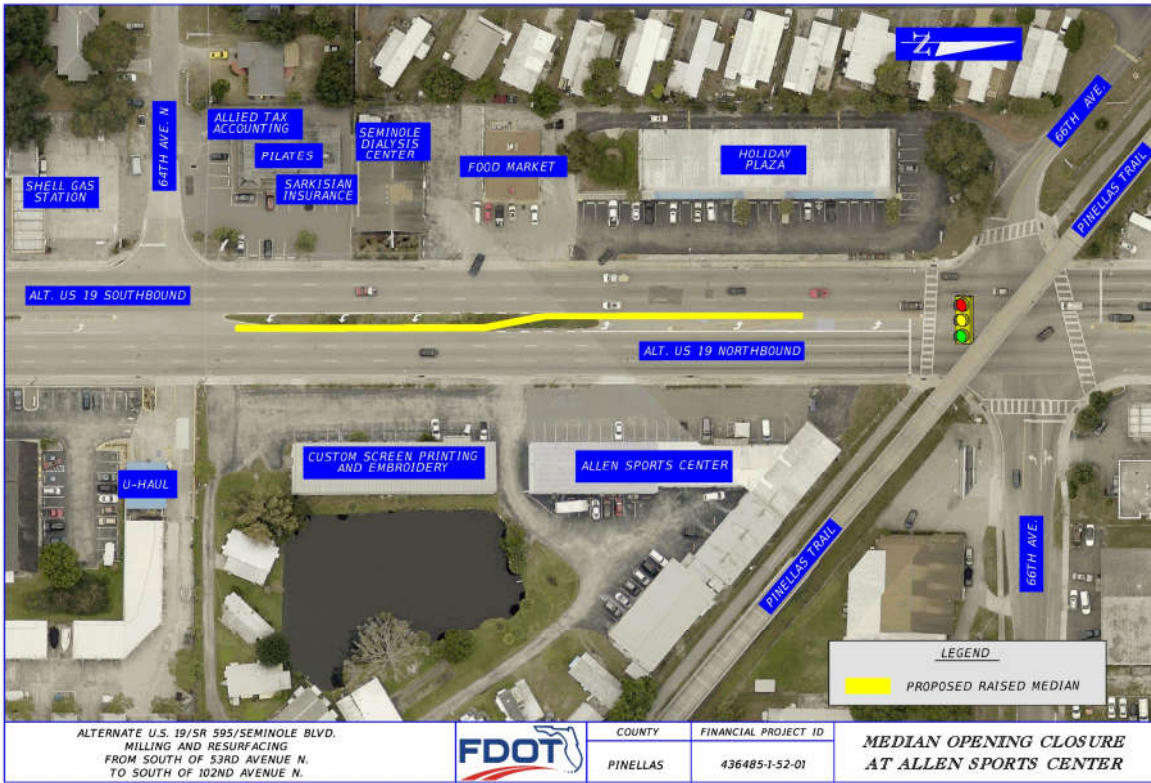 ALLIED TAX
ACCOUNTING
PILATES
SARKISIAN
INSURANCE
SEMINOLE
DIALYSIS
CENTER
FOOD MARKET
HOLIDAY
PLAZA
N
66TH AVE.
PINELLAS TRAIL
64TH AVE. N
SHELL GAS
STATION
ALT. US 19 SOUTHBOUND
ALT. US 19 NORTHBOUND
U-HAUL
CUSTOM SCREEN PRINTING
AND EMBROIDERY
ALLEN SPORTS CENTER
PINELLAS TRAIL
66TH AVE.
LEGEND
PROPOSED RAISED MEDIAN
ALTERNATE U.S. 19/SR 595/SEMINOLE BLVD.
MILLING AND RESURFACING
FROM SOUTH OF 53RD AVENUE N.
TO SOUTH OF 102ND AVENUE N.
FDOT
COUNTY
PINELLAS
FINANCIAL PROJECT ID
436485-1-52-01
MEDIAN OPENING CLOSURE
AT ALLEN SPORTS CENTER